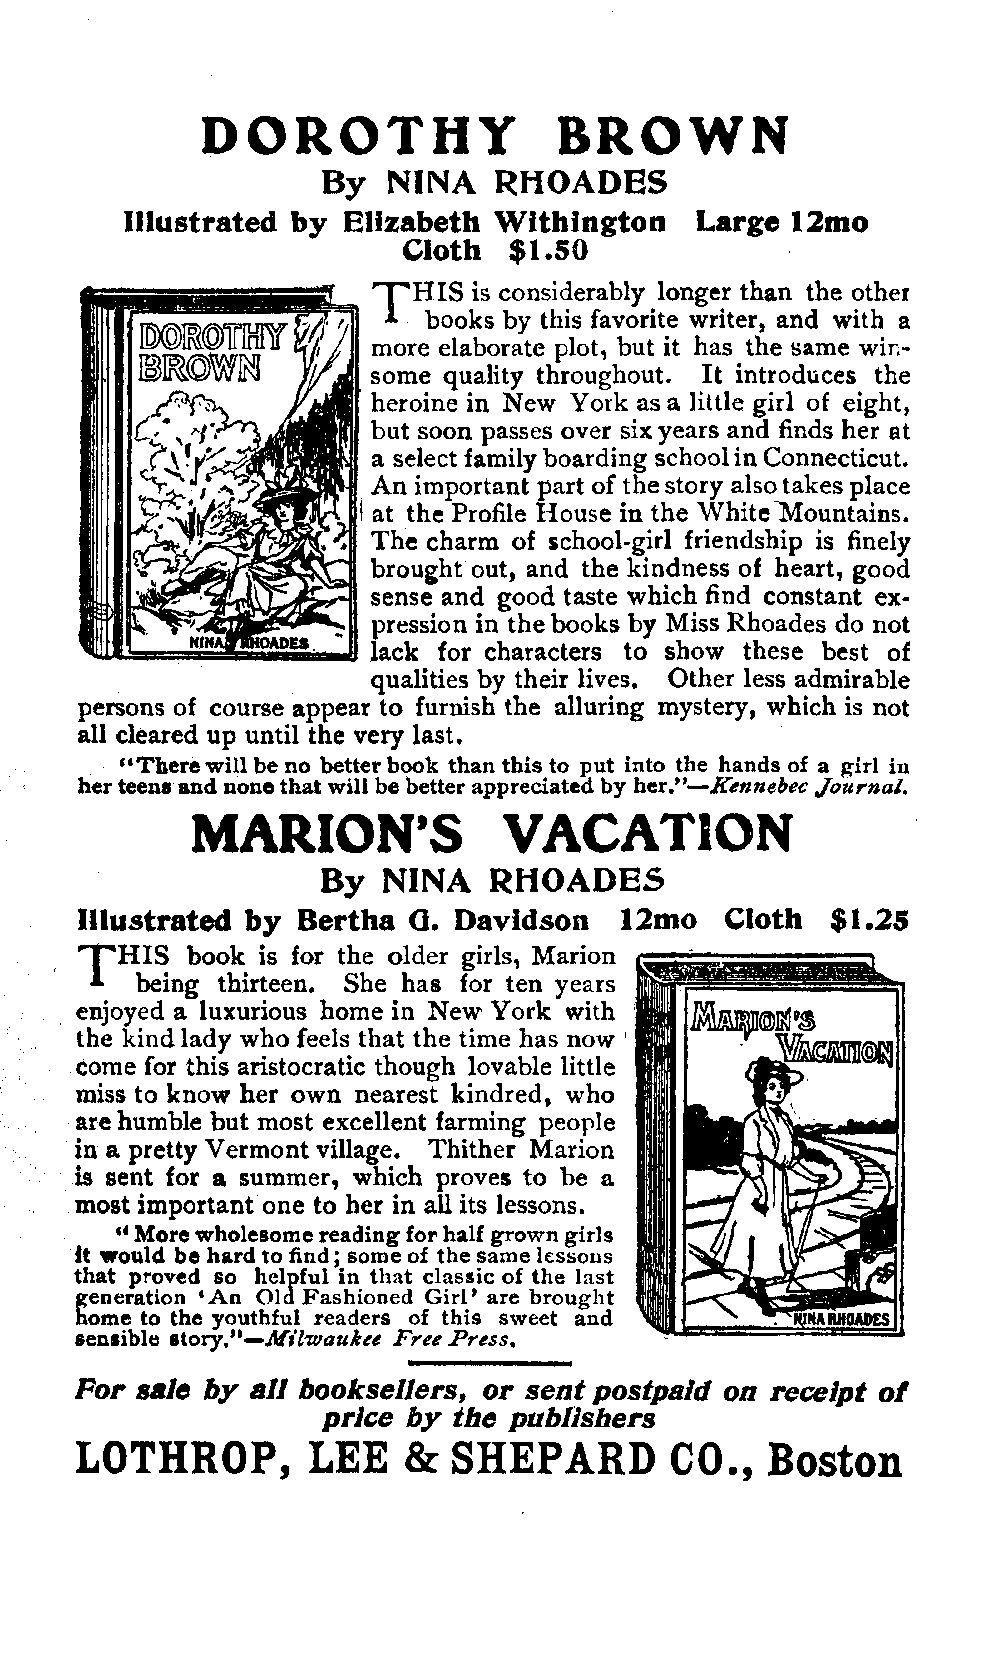 DOROTHY BROWN
By NINA RHOADES
Illustrated by Elizabeth Withington Large 12mo
Cloth $1.50
DOROTHY
BROWN
NINA RHOADES
THIS is considerably longer than the other
books by this favorite writer, and with a
more elaborate plot, but it has the same win-
some quality throughout. It introduces the
heroine in New York as a little girl of eight,
but soon passes over six years and finds her at
a select family boarding school in Connecticut.
An important part of the story also takes place
at the Profile House in the White Mountains.
The charm of school-girl friendship is finely
brought out, and the kindness of heart, good
sense and good taste which find constant ex-
pression in the books by Miss Rhoades do not
lack for characters to show these best of
qualities by their lives. Other less admirable
persons of course appear to furnish the alluring mystery, which is not
all cleared up until the very last.
"There will be no better book than this to put into the hands of a girl in
her teens and none that will be better appreciated by her."—Kennebec Journal.
MARION'S VACATION
By NINA RHOADES
Illustrated by Bertha G. Davidson 12mo Cloth $1.25
THIS book is for the older girls, Marion
being thirteen. She has for ten years
enjoyed a luxurious home in New York with
the kind lady who feels that the time has now
come for this aristocratic though lovable little
miss to know her own nearest kindred, who
are humble but most excellent farming people
in a pretty Vermont village. Thither Marion
is sent for a summer, which proves to be a
most important one to her in all its lessons.
"More wholesome reading for half grown girls
it would be hard to find; some of the same lessons
that proved so helpful in that classic of the last
generation 'An Old Fashioned Girl' are brought
home to the youthful readers of this sweet and
sensible story."—Milwaukee Free Press.
MARION'S
VACATION
NINA RHOADES
For sale by all booksellers, or sent postpaid on receipt of
price by the publishers
LOTHROP, LEE & SHEPARD CO., Boston